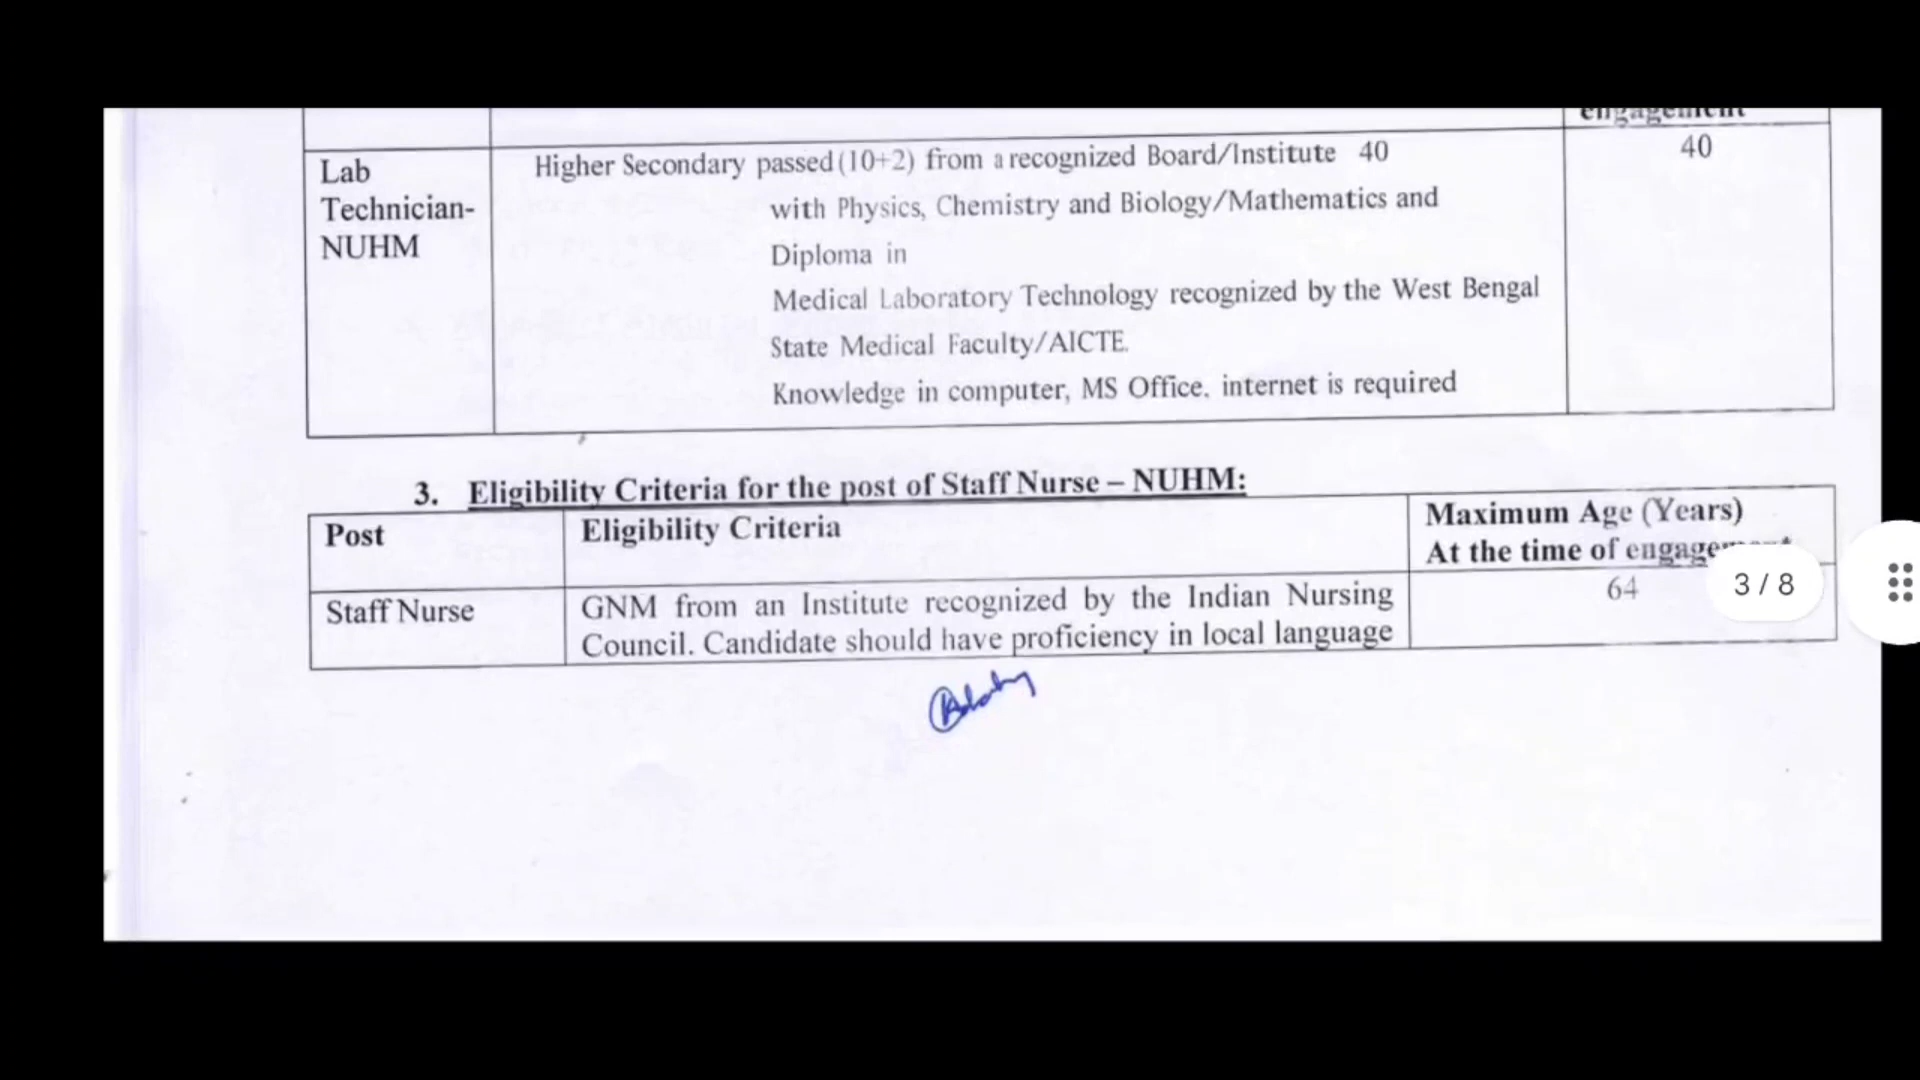 engagement
Lab
Technician-
NUHM
Higher Secondary passed (10+2) from a recognized Board/Institute 40
with Physics, Chemistry and Biology/Mathematics and
Diploma in
Medical Laboratory Technology recognized by the West Bengal
State Medical Faculty/AICTE.
Knowledge in computer, MS Office, internet is required
40
3. Eligibility Criteria for the post of Staff Nurse – NUHM:
Post
Eligibility Criteria
Maximum Age (Years)
At the time of engagement
Staff Nurse
GNM from an Institute recognized by the Indian Nursing
Council. Candidate should have proficiency in local language
64
3 / 8